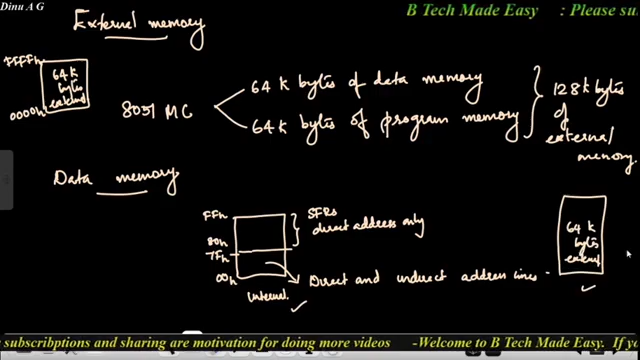 Dinu A G
B Tech Made Easy : Please su
External memory
FFFFh
64 k
bytes
external
0000h
8051 MC
64 k bytes of data memory
64 k bytes of program memory
128 k bytes
of
external
memory.
Data memory
FFh
80h
7Fh
00h
internal
SFRs
direct address only
Direct and indirect address lines -
64 k
bytes
external
subscribptions and sharing are motivation for doing more videos -Welcome to B Tech Made Easy. If y